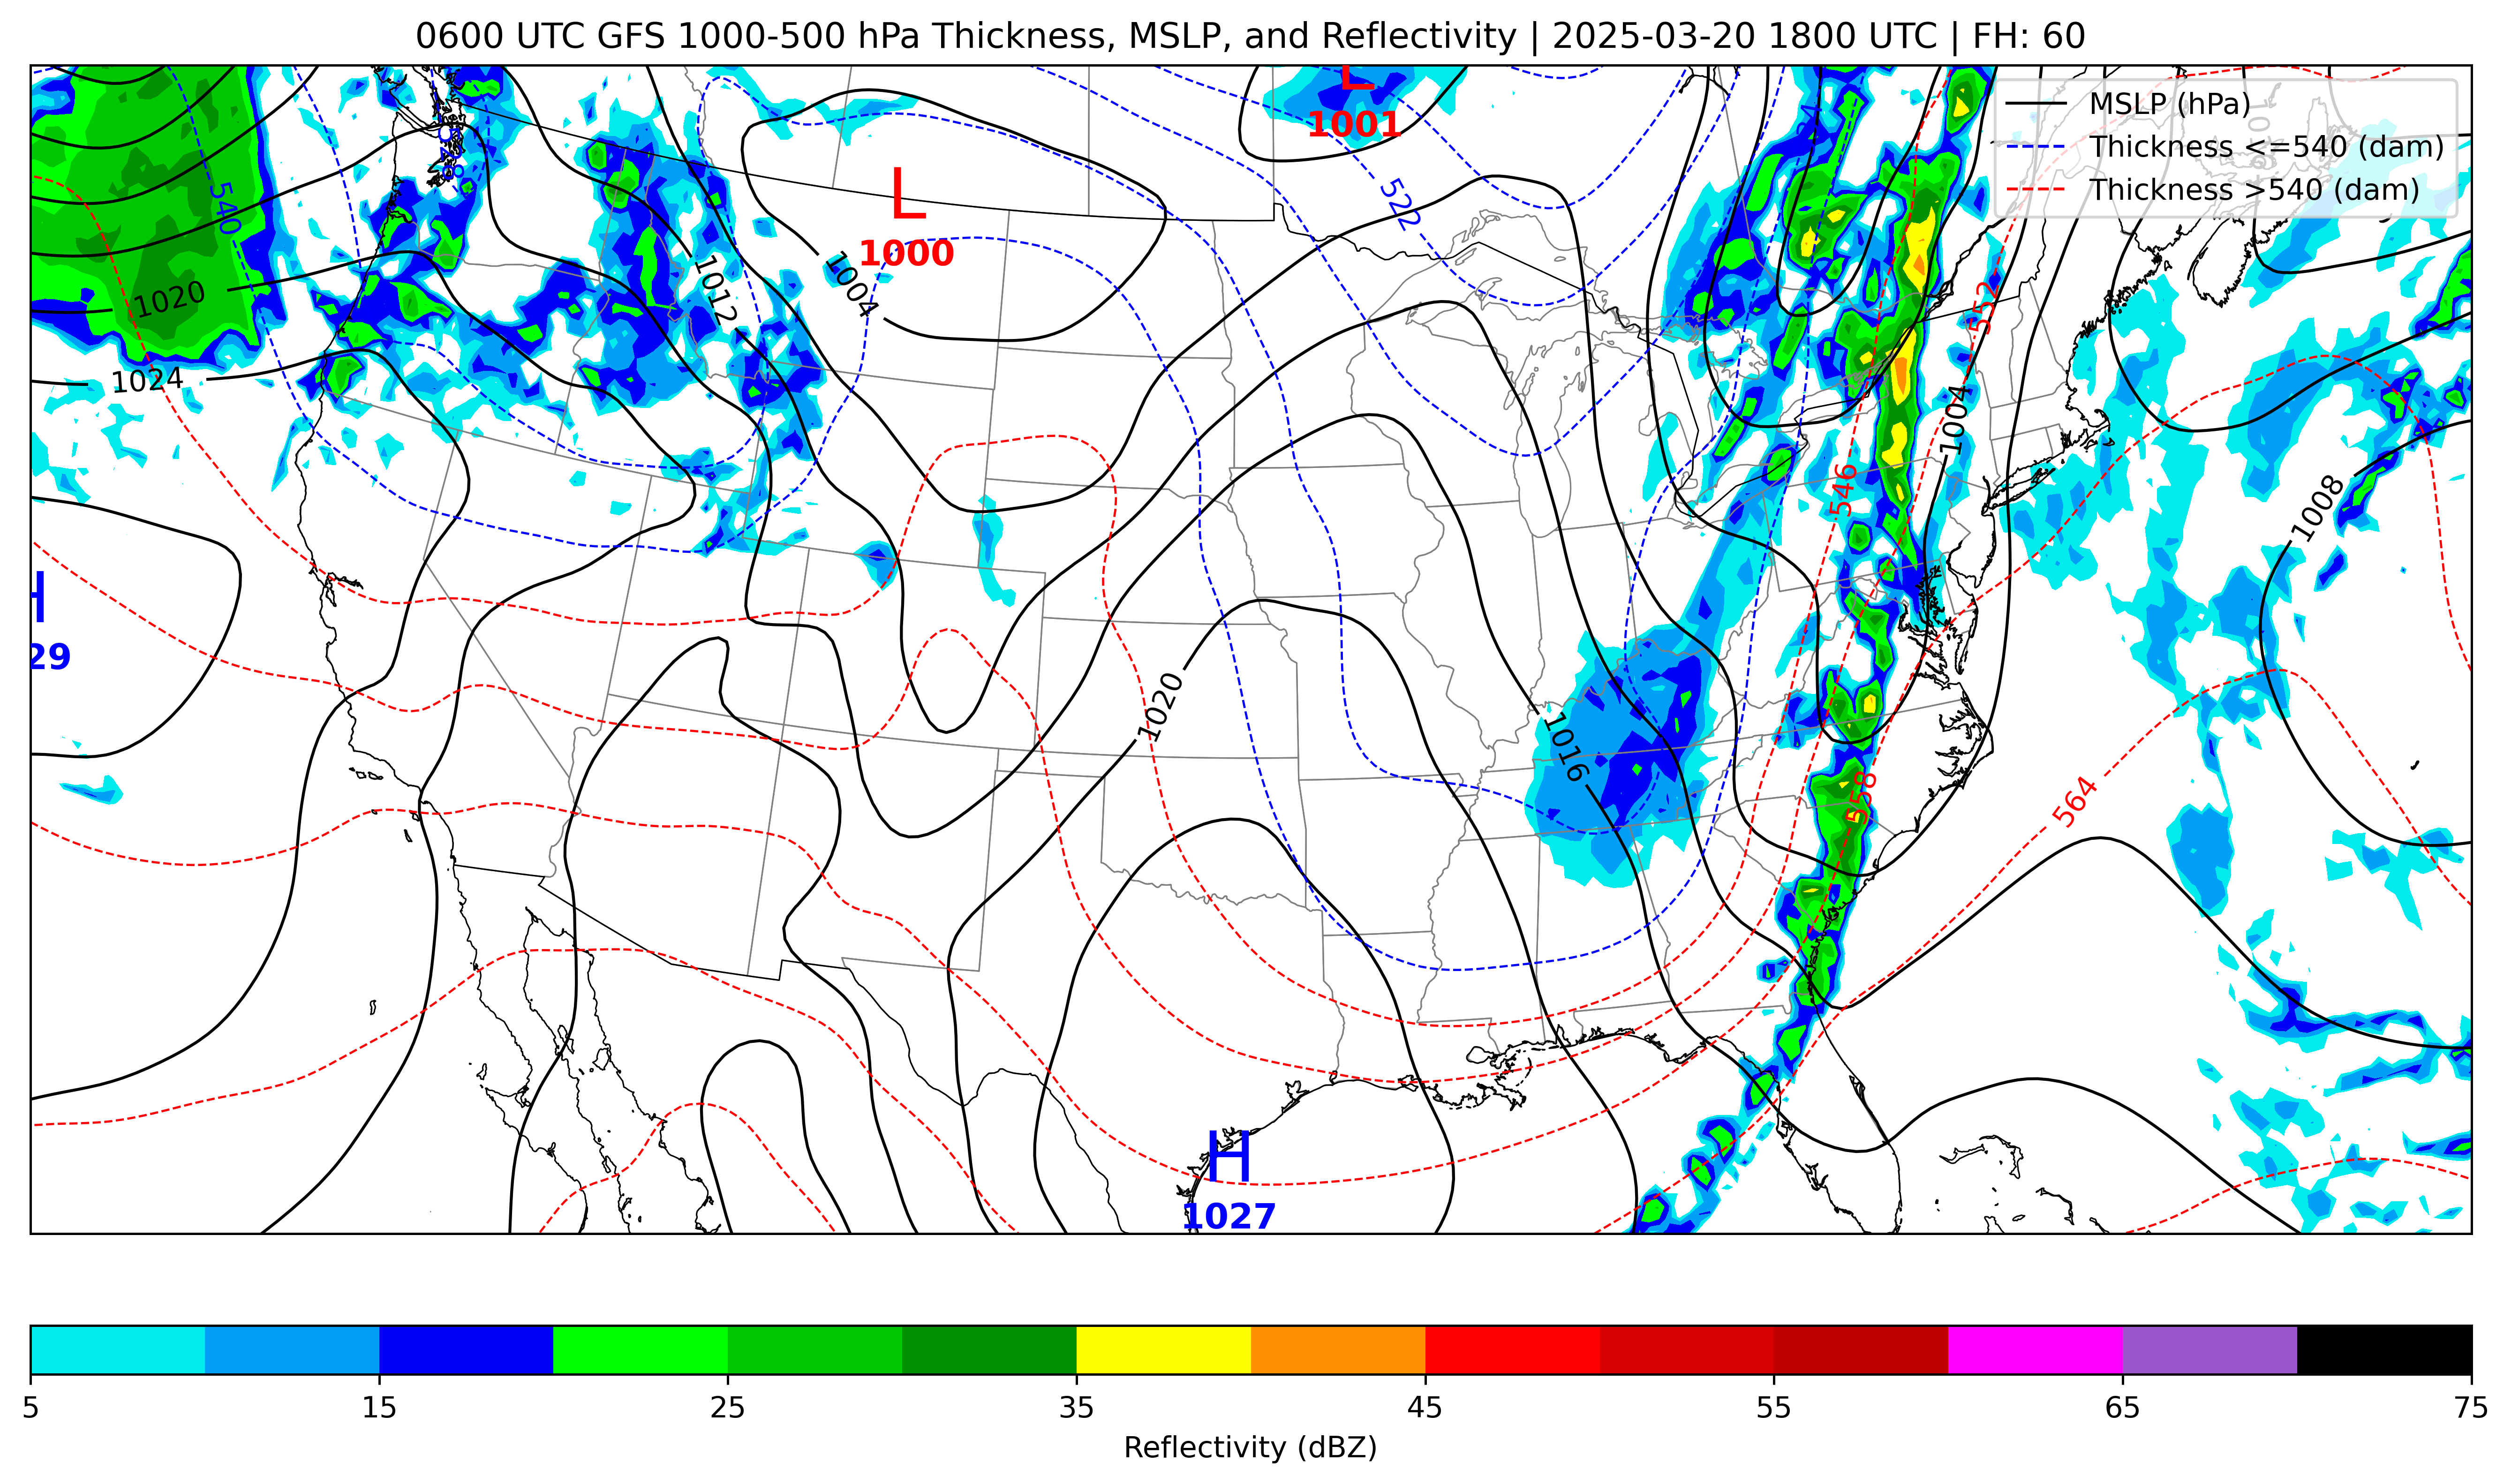 0600 UTC GFS 1000-500 hPa Thickness, MSLP, and Reflectivity | 2025-03-20 1800 UTC | FH: 60
MSLP (hPa)
Thickness <=540 (dam)
Thickness >540 (dam)
L
1001
L
1000
540
522
1020
1012
1004
552
1024
1004
546
1008
H
29
1020
1016
558
564
H
1027
5 15 25 35 45 55 65 75
Reflectivity (dBZ)